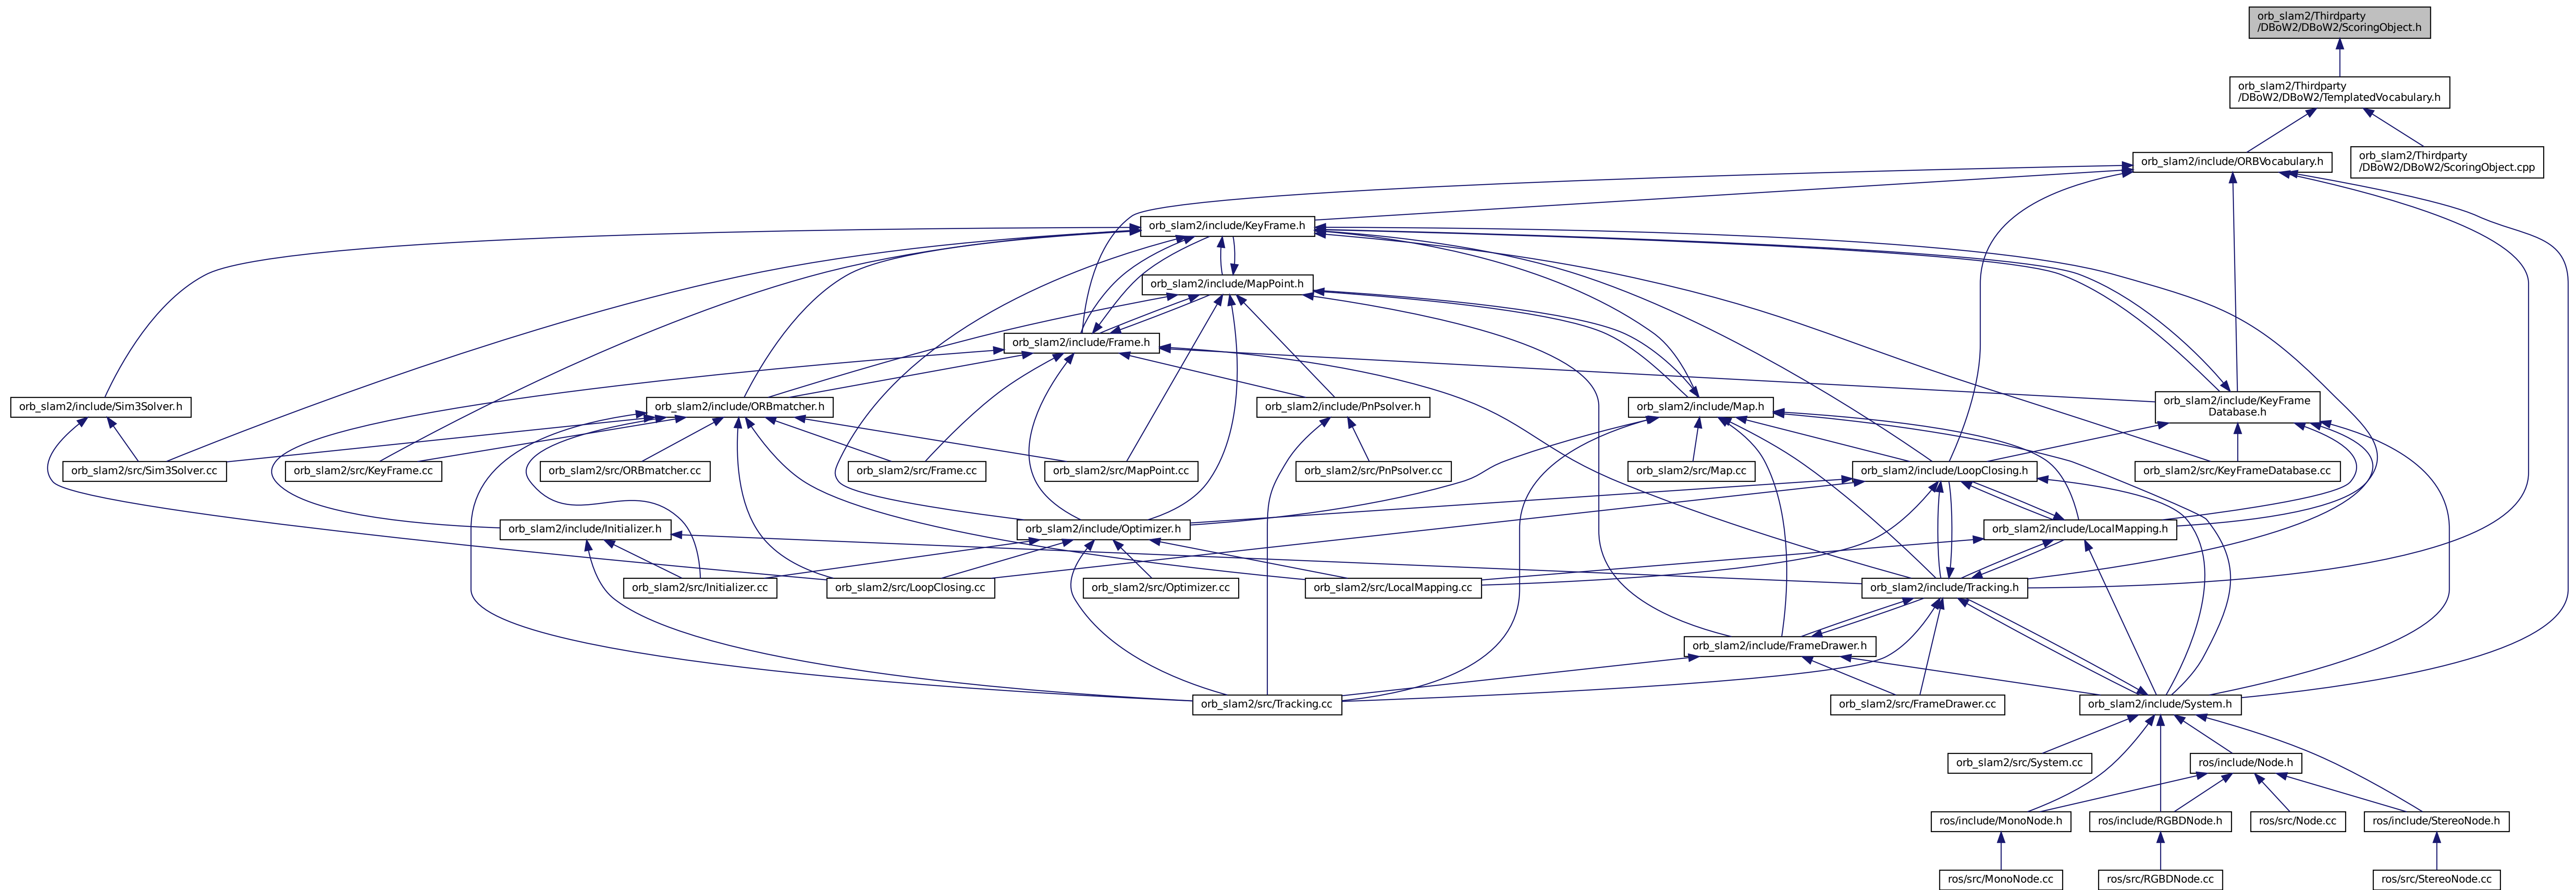 orb_slam2/Thirdparty
/DBoW2/DBoW2/ScoringObject.h
orb_slam2/Thirdparty
/DBoW2/DBoW2/TemplatedVocabulary.h
orb_slam2/include/ORBVocabulary.h
orb_slam2/Thirdparty
/DBoW2/DBoW2/ScoringObject.cpp
orb_slam2/include/KeyFrame.h
orb_slam2/include/MapPoint.h
orb_slam2/include/Frame.h
orb_slam2/include/Sim3Solver.h
orb_slam2/include/ORBmatcher.h
orb_slam2/include/PnPsolver.h
orb_slam2/include/Map.h
orb_slam2/include/KeyFrame
Database.h
orb_slam2/src/Sim3Solver.cc
orb_slam2/src/KeyFrame.cc
orb_slam2/src/ORBmatcher.cc
orb_slam2/src/Frame.cc
orb_slam2/src/MapPoint.cc
orb_slam2/src/PnPsolver.cc
orb_slam2/src/Map.cc
orb_slam2/include/LoopClosing.h
orb_slam2/src/KeyFrameDatabase.cc
orb_slam2/include/Initializer.h
orb_slam2/include/Optimizer.h
orb_slam2/include/LocalMapping.h
orb_slam2/src/Initializer.cc
orb_slam2/src/LoopClosing.cc
orb_slam2/src/Optimizer.cc
orb_slam2/src/LocalMapping.cc
orb_slam2/include/Tracking.h
orb_slam2/include/FrameDrawer.h
orb_slam2/src/Tracking.cc
orb_slam2/src/FrameDrawer.cc
orb_slam2/include/System.h
orb_slam2/src/System.cc
ros/include/Node.h
ros/include/MonoNode.h
ros/include/RGBDNode.h
ros/src/Node.cc
ros/include/StereoNode.h
ros/src/MonoNode.cc
ros/src/RGBDNode.cc
ros/src/StereoNode.cc